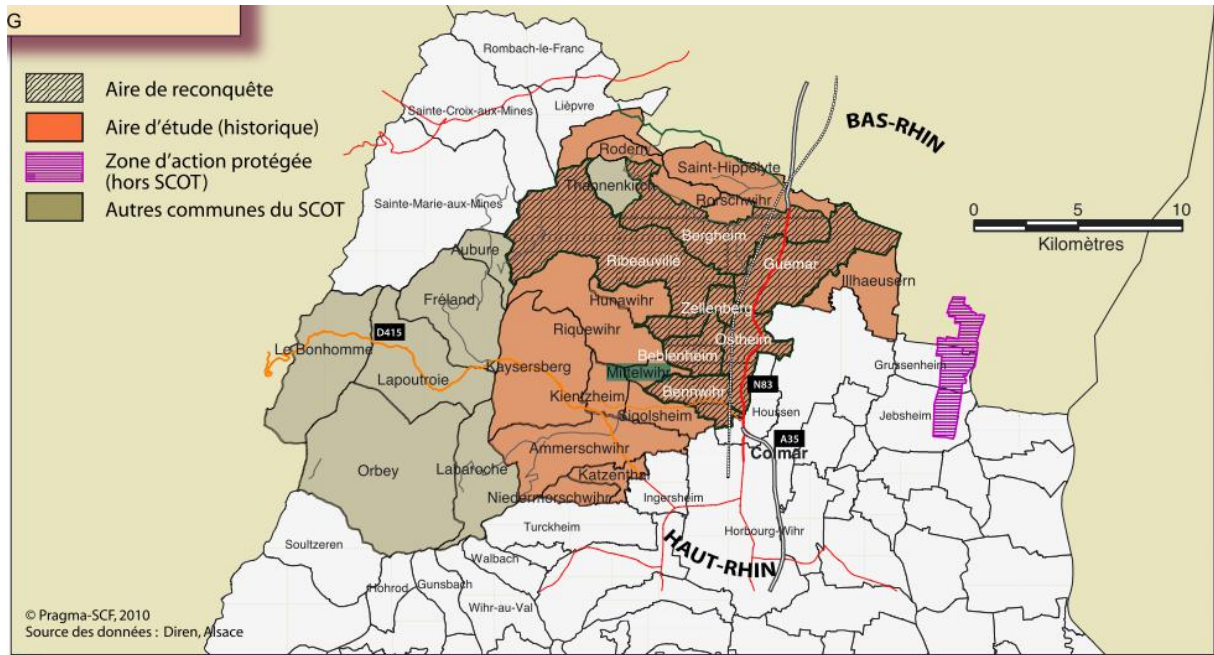 G
Aire de reconquête
Aire d'étude (historique)
Zone d'action protégée
(hors SCOT)
Autres communes du SCOT
Rombach-le-Franc
Sainte-Croix-aux-Mines
Lièpvre
BAS-RHIN
Rodern
Saint-Hippolyte
Thannenkirch
Rorschwihr
Sainte-Marie-aux-Mines
0 5 10
Kilomètres
Aubure
Bergheim
Ribeauville
Guemar
Illhaeusern
Fréland
Hunawihr
Zellenberg
D415
Riquewihr
Ostheim
Le Bonhomme
Beblenheim
Grussenheim
Lapoutroie
Kaysersberg
Mittelwihr
Bennwihr
N83
Kientzheim
Sigolsheim
Houssen
Jebsheim
A35
Ammerschwihr
Colmar
Orbey
Labaroche
Katzenthal
Niedermorschwihr
Ingersheim
Turckheim
Horbourg-Wihr
Soultzeren
HAUT-RHIN
Walbach
Hohrod
Gunsbach
Wihr-au-Val
© Pragma-SCF, 2010
Source des données : Diren, Alsace